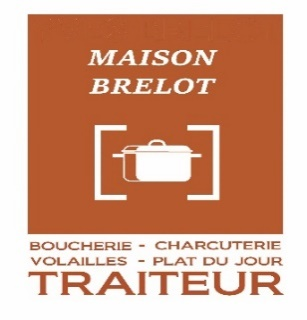 MAISON
BRELOT
BOUCHERIE - CHARCUTERIE
VOLAILLES - PLAT DU JOUR
TRAITEUR